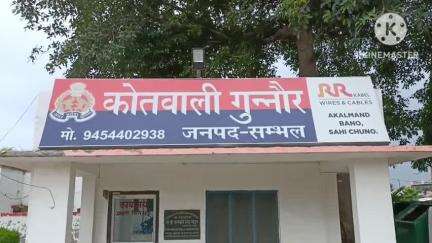 KINEMASTER
कोतवाली गुन्नौर
मो. 9454402938 जनपद-सम्भल
RR KABEL
WIRES & CABLES
AKALMAND
BANO,
SAHI CHUNO.